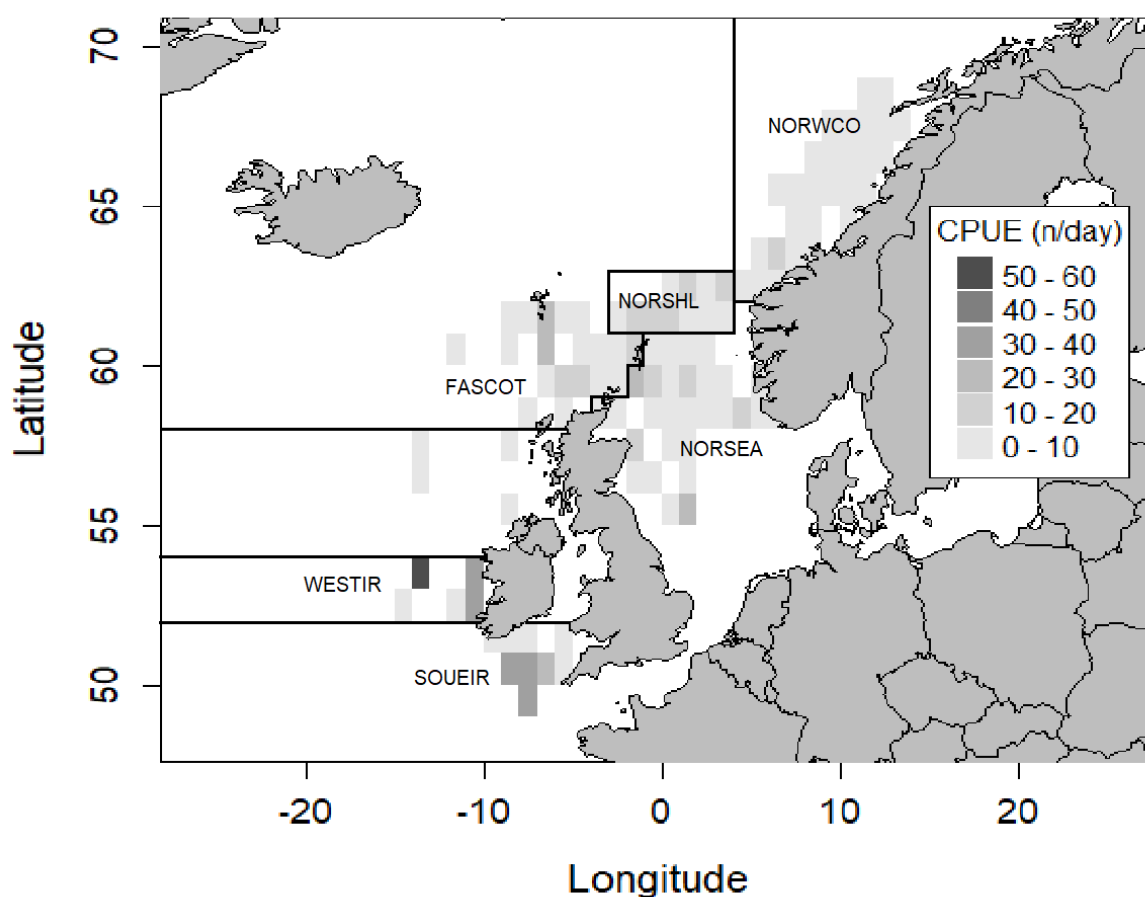 70
65
60
55
50
Latitude
NORWCO
CPUE (n/day)
50 - 60
40 - 50
30 - 40
20 - 30
10 - 20
0 - 10
NORSHL
FASCOT
NORSEA
WESTIR
SOUEIR
-20
-10
0
10
20
Longitude